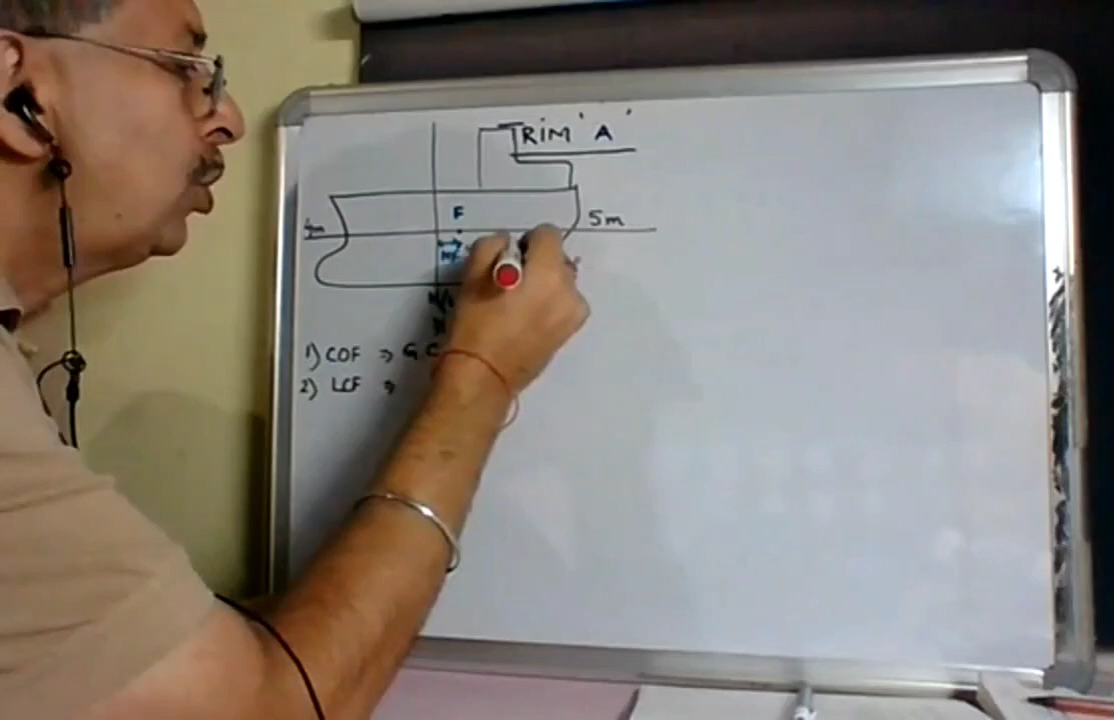 TRIM 'A'
F
5m
1) COF ⇒ G.C
2) LCF ⇒